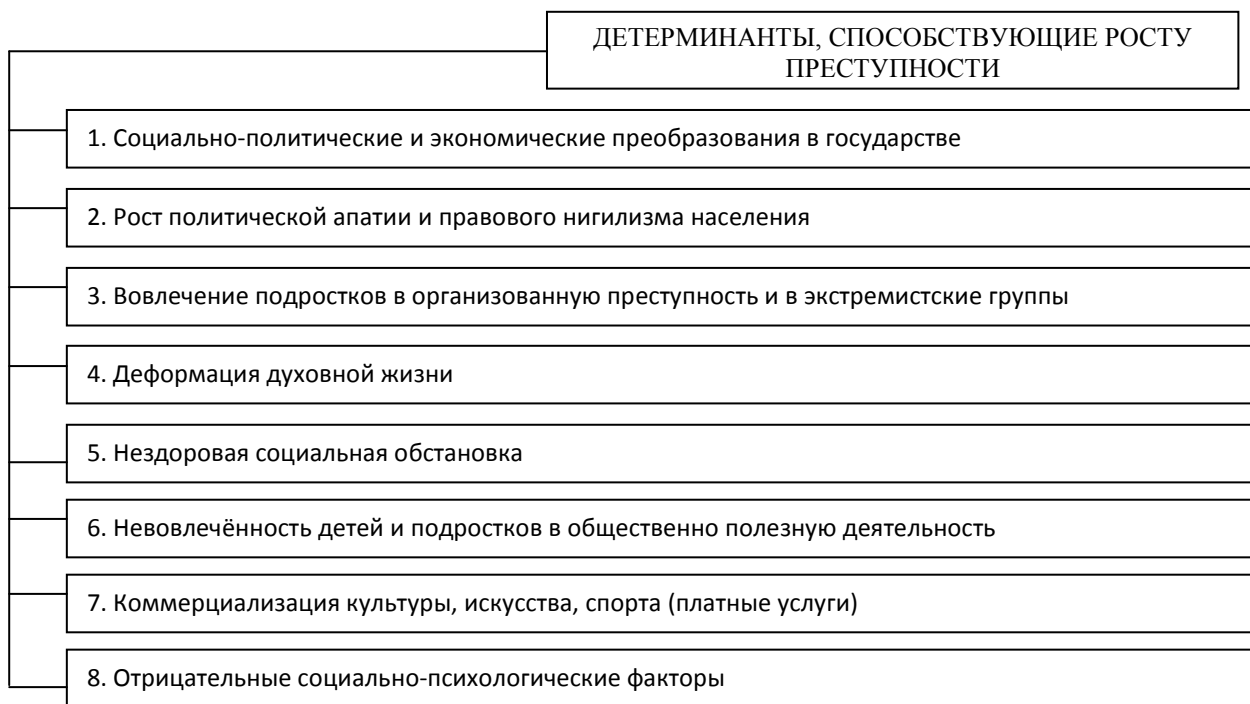 ДЕТЕРМИНАНТЫ, СПОСОБСТВУЮЩИЕ РОСТУ
ПРЕСТУПНОСТИ
1. Социально-политические и экономические преобразования в государстве
2. Рост политической апатии и правового нигилизма населения
3. Вовлечение подростков в организованную преступность и в экстремистские группы
4. Деформация духовной жизни
5. Нездоровая социальная обстановка
6. Невовлечённость детей и подростков в общественно полезную деятельность
7. Коммерциализация культуры, искусства, спорта (платные услуги)
8. Отрицательные социально-психологические факторы